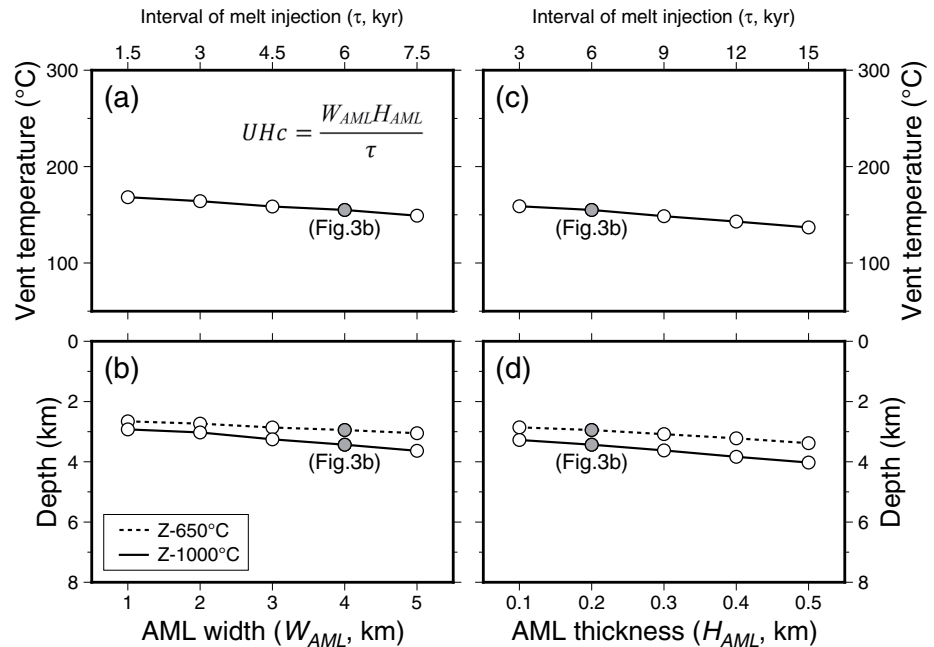 Interval of melt injection (τ, kyr)
1.5 3 4.5 6 7.5
Interval of melt injection (τ, kyr)
3 6 9 12 15
Vent temperature (°C)
300
200
100
(a)
UHc = W_AML H_AML / τ
(Fig.3b)
(c)
(Fig.3b)
300
200
100
Vent temperature (°C)
Depth (km)
0
2
4
6
8
(b)
(Fig.3b)
Z-650°C
Z-1000°C
(d)
(Fig.3b)
0
2
4
6
8
Depth (km)
1 2 3 4 5
AML width (W_AML, km)
0.1 0.2 0.3 0.4 0.5
AML thickness (H_AML, km)